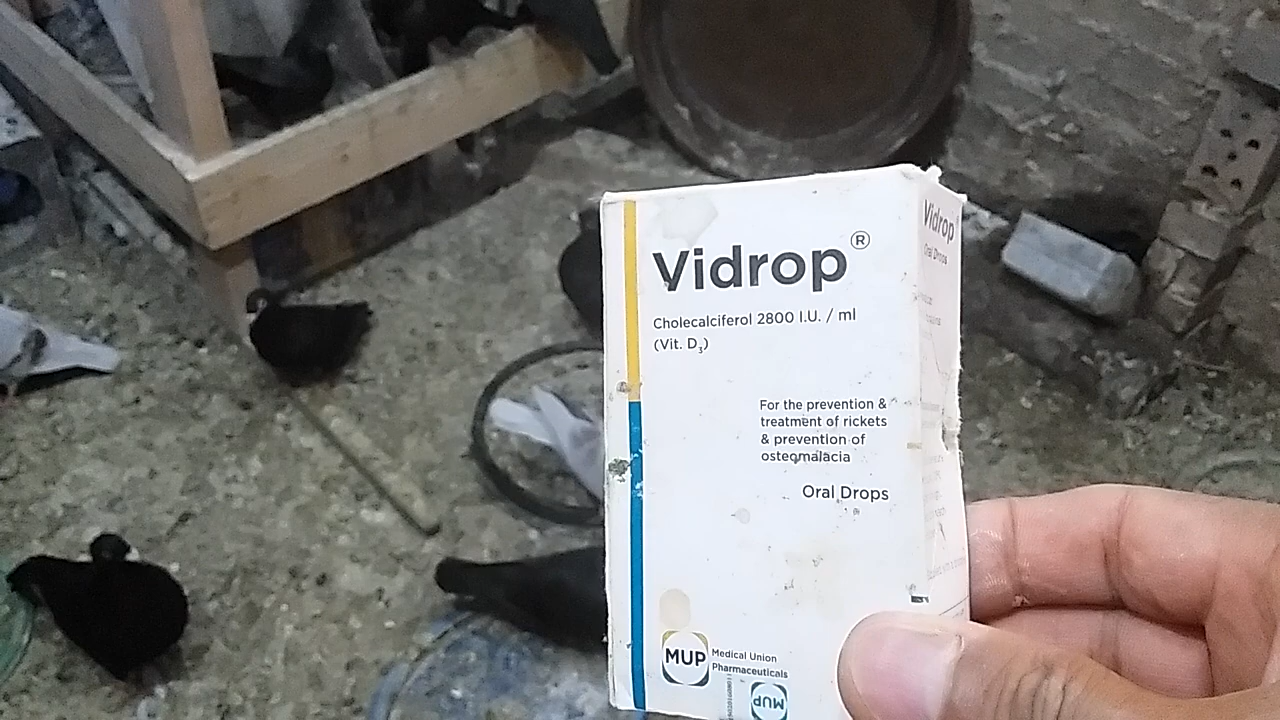 Vidrop®
Cholecalciferol 2800 I.U. / ml
(Vit. D3)
For the prevention &
treatment of rickets
& prevention of
osteomalacia
Oral Drops
MUP
Medical Union
Pharmaceuticals
MUP
Vidrop
Oral Drops